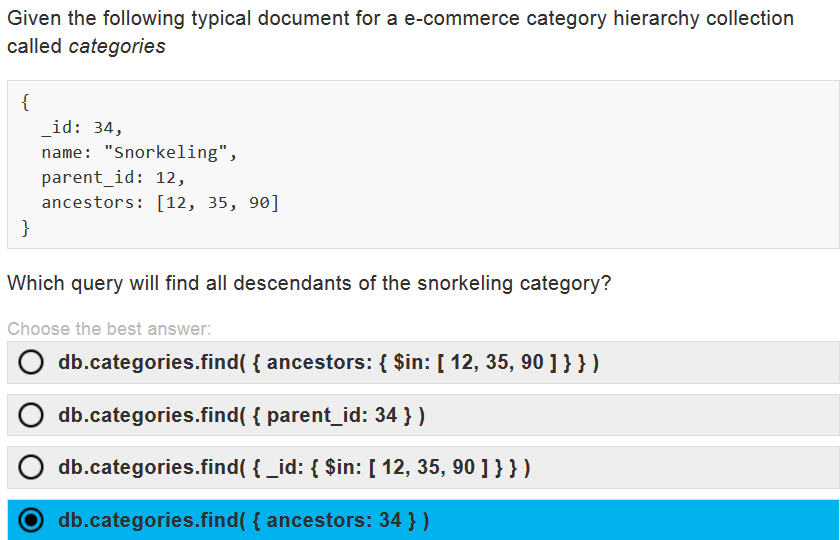 Given the following typical document for a e-commerce category hierarchy collection
called categories
{
_id: 34,
name: "Snorkeling",
parent_id: 12,
ancestors: [12, 35, 90]
}
Which query will find all descendants of the snorkeling category?
Choose the best answer:
db.categories.find( { ancestors: { $in: [ 12, 35, 90 ] } } )
db.categories.find( { parent_id: 34 } )
db.categories.find( { _id: { $in: [ 12, 35, 90 ] } } )
db.categories.find( { ancestors: 34 } )